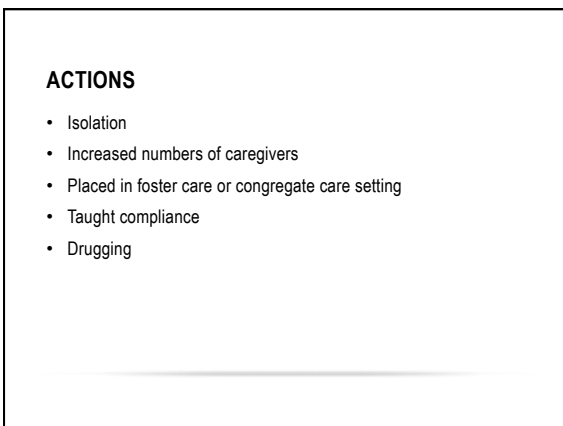 ACTIONS
• Isolation
• Increased numbers of caregivers
• Placed in foster care or congregate care setting
• Taught compliance
• Drugging